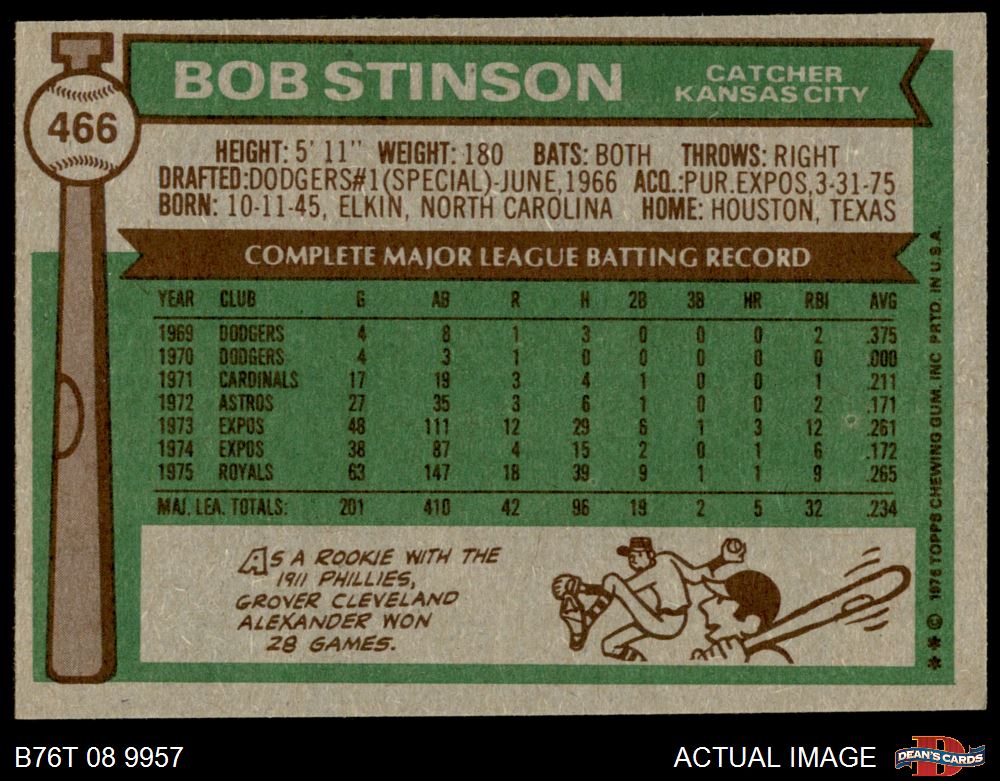 BOB STINSON
CATCHER
KANSAS CITY
466
HEIGHT: 5' 11" WEIGHT: 180 BATS: BOTH THROWS: RIGHT
DRAFTED: DODGERS#1(SPECIAL)-JUNE, 1966 ACQ.: PUR. EXPOS, 3-31-75
BORN: 10-11-45, ELKIN, NORTH CAROLINA HOME: HOUSTON, TEXAS
COMPLETE MAJOR LEAGUE BATTING RECORD
YEAR CLUB G AB R H 2B 3B HR RBI AVG
1969 DODGERS 4 8 1 3 0 0 0 2 .375
1970 DODGERS 4 3 1 0 0 0 0 0 .000
1971 CARDINALS 17 19 3 4 1 0 0 1 .211
1972 ASTROS 27 35 3 6 1 0 0 2 .171
1973 EXPOS 48 111 12 29 6 1 3 12 .261
1974 EXPOS 38 87 4 15 2 0 1 6 .172
1975 ROYALS 63 147 18 39 9 1 1 9 .265
MAJ. LEA. TOTALS: 201 410 42 96 19 2 5 32 .234
AS A ROOKIE WITH THE
1911 PHILLIES,
GROVER CLEVELAND
ALEXANDER WON
28 GAMES.
** © 1976 TOPPS CHEWING GUM, INC PRTD. IN U.S.A.
B76T 08 9957
ACTUAL IMAGE
D
DEAN'S CARDS